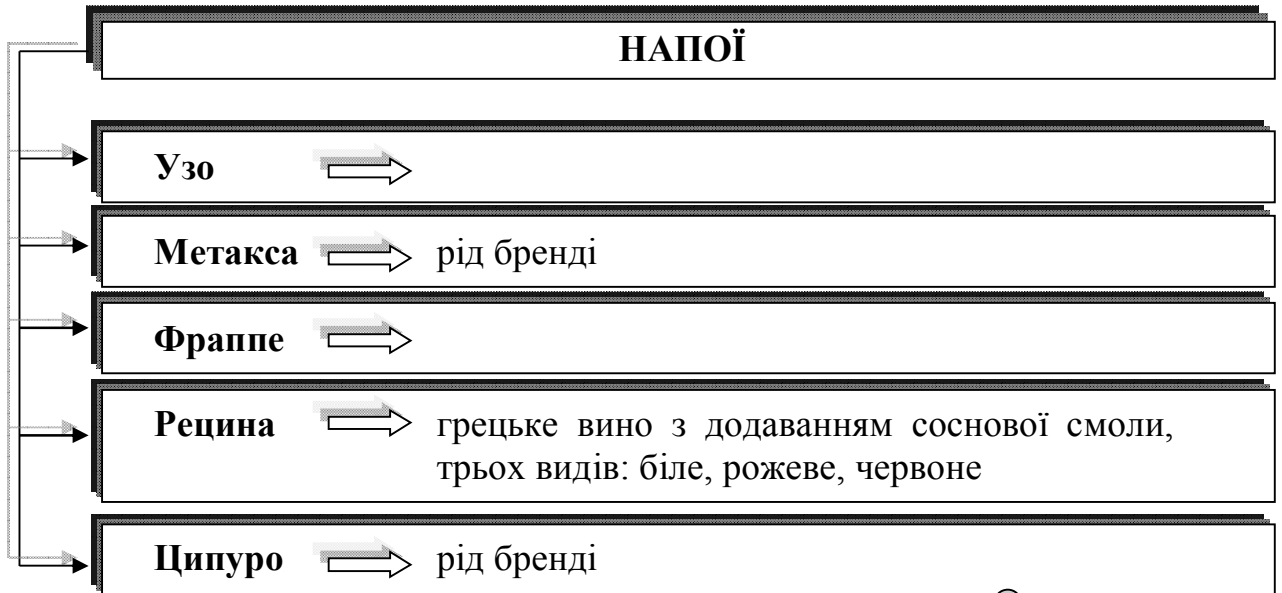 НАПОЇ
Узо
Метакса рід бренді
Фраппе
Рецина грецьке вино з додаванням соснової смоли,
трьох видів: біле, рожеве, червоне
Ципуро рід бренді